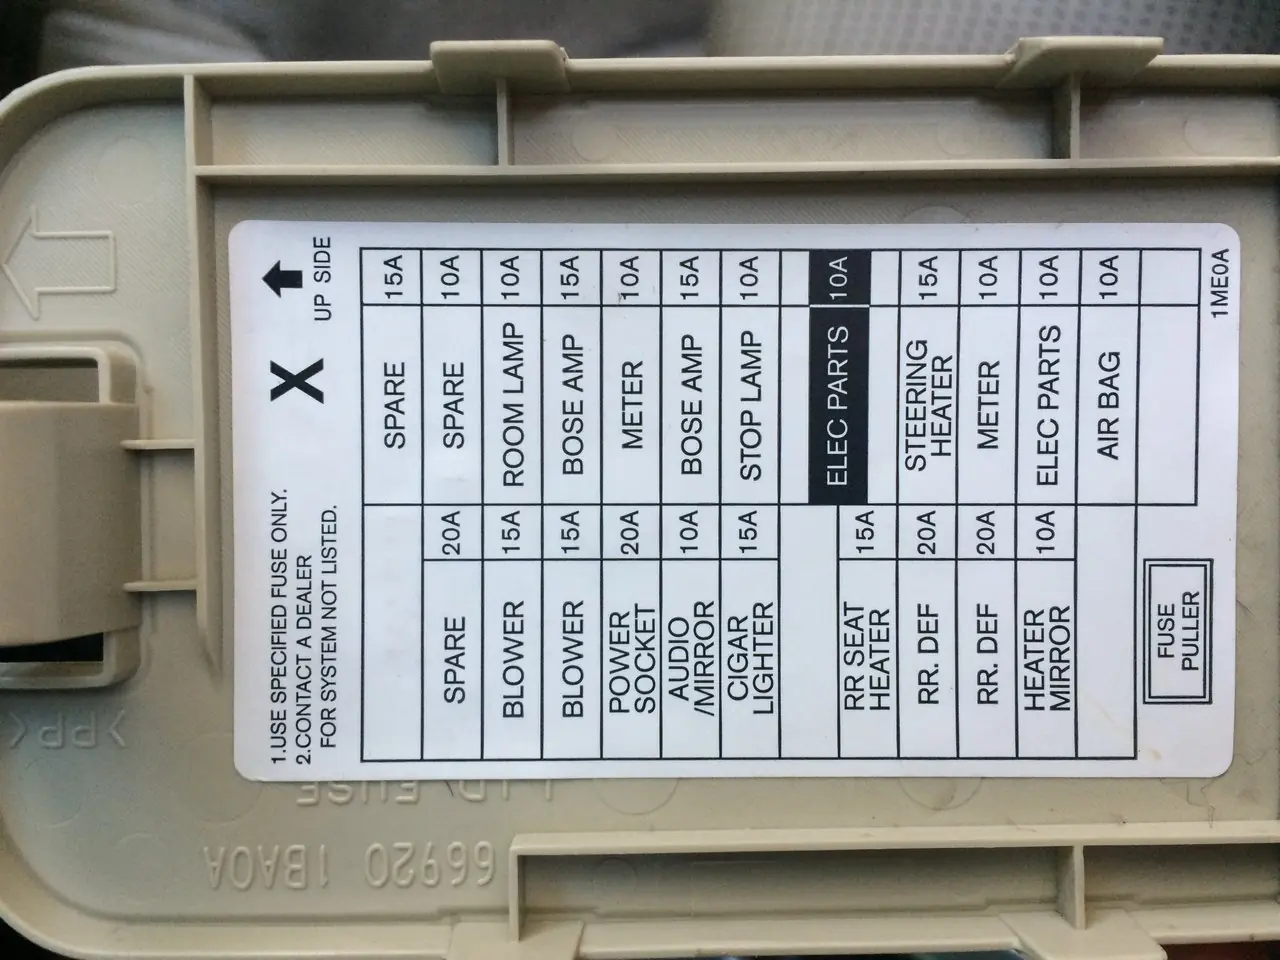 1.USE SPECIFIED FUSE ONLY.
2.CONTACT A DEALER
FOR SYSTEM NOT LISTED.
X
UP SIDE
SPARE 15A
SPARE 20A SPARE 10A
BLOWER 15A ROOM LAMP 10A
BLOWER 15A BOSE AMP 15A
POWER
SOCKET 20A METER 10A
AUDIO
/MIRROR 10A BOSE AMP 15A
CIGAR
LIGHTER 15A STOP LAMP 10A
ELEC PARTS 10A
RR SEAT
HEATER 15A
RR. DEF 20A STEERING
HEATER 15A
RR. DEF 20A METER 10A
HEATER
MIRROR 10A ELEC PARTS 10A
AIR BAG 10A
FUSE
PULLER
1ME0A
>PP<
LID FUSE
66920 1BA0A